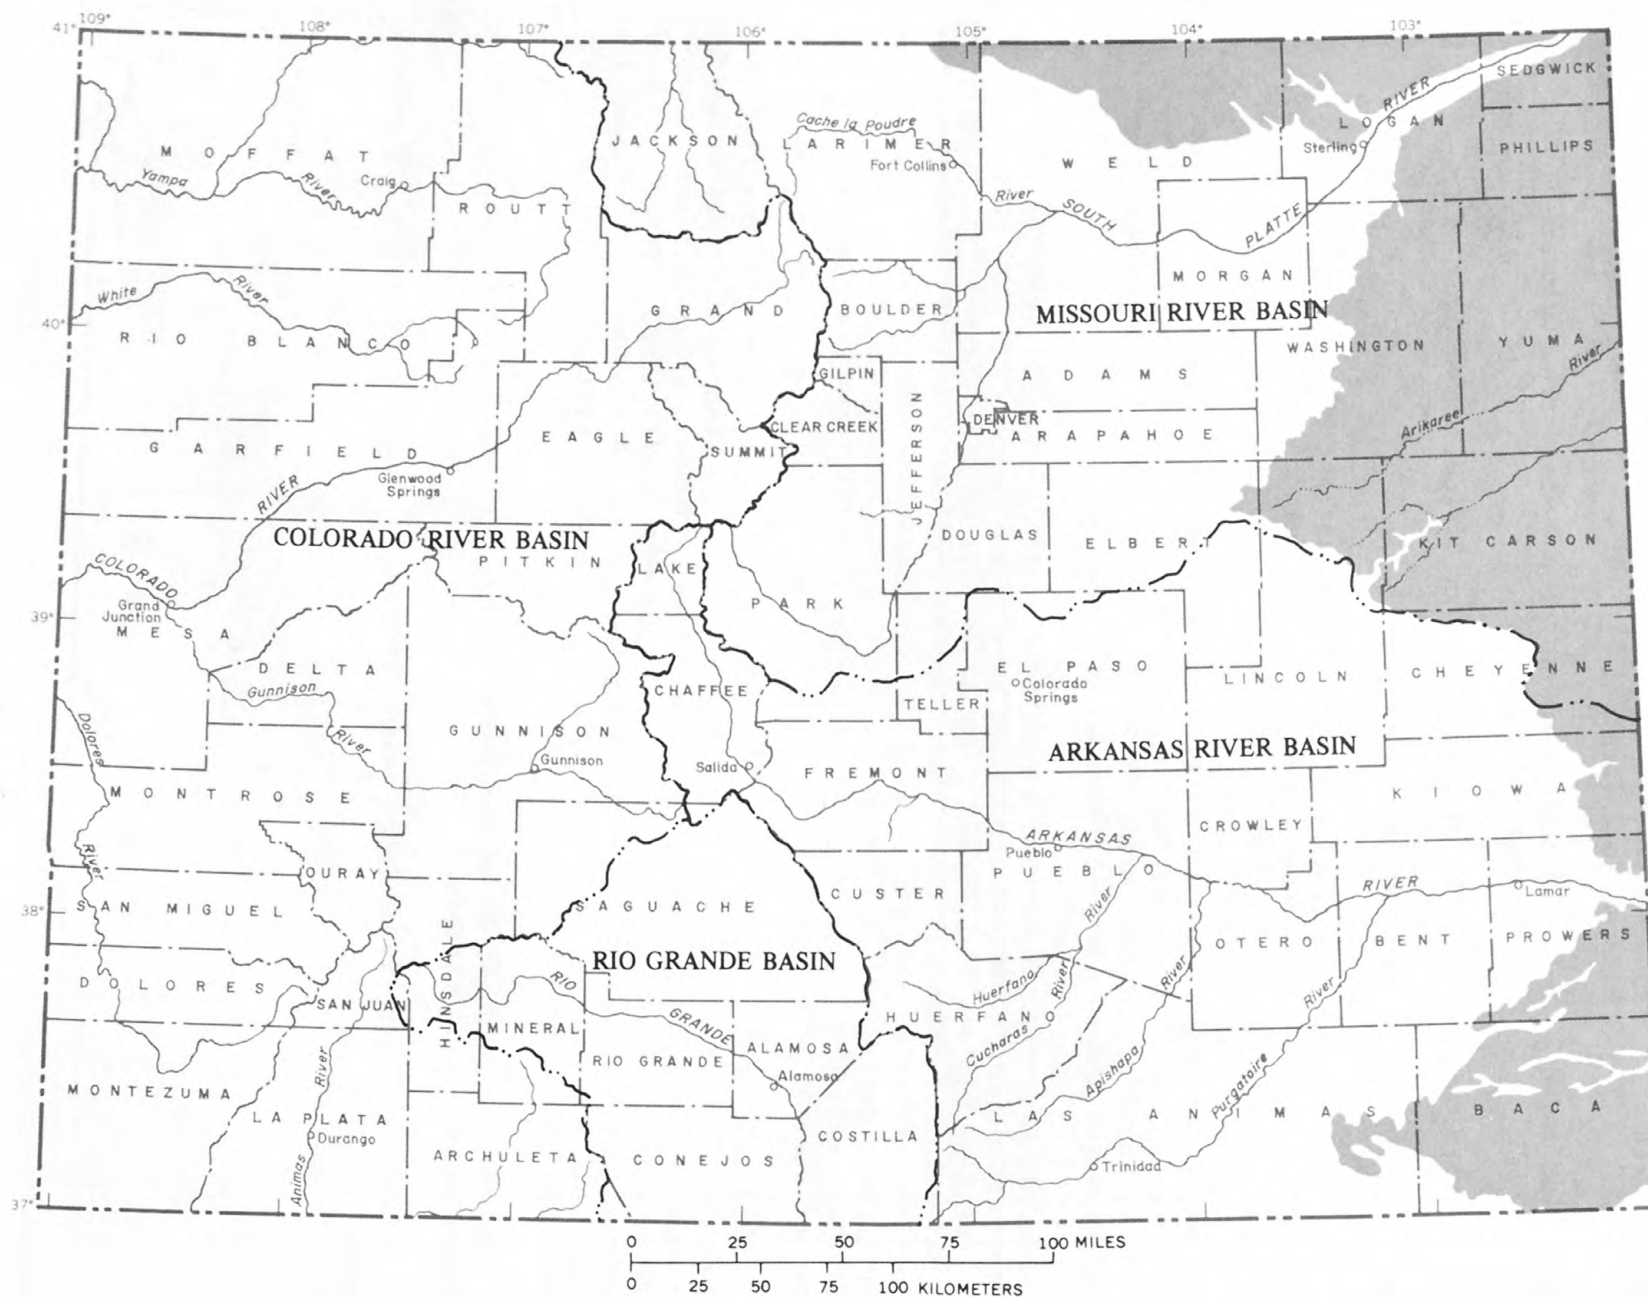 41° 109° 108° 107° 106° 105° 104° 103°
SEDGWICK
RIVER
LOGAN
Cache la Poudre
JACKSON
LARIMER
Sterling
PHILLIPS
MOFFAT
Fort Collins
WELD
Yampa
River
Craig
River
SOUTH
ROUTT
PLATTE
MORGAN
White
River
GRAND
BOULDER
MISSOURI RIVER BASIN
40°
RIO BLANCO
WASHINGTON
YUMA
River
GILPIN
ADAMS
JEFFERSON
DENVER
Arikaree
CLEAR CREEK
ARAPAHOE
GARFIELD
EAGLE
SUMMIT
Glenwood
Springs
RIVER
COLORADO RIVER BASIN
DOUGLAS
ELBERT
KIT CARSON
PITKIN
LAKE
COLORADO
Grand
Junction
PARK
39°
MESA
DELTA
EL PASO
CHEYENNE
Gunnison
CHAFFEE
Colorado
Springs
LINCOLN
TELLER
Dolores
GUNNISON
River
ARKANSAS RIVER BASIN
Gunnison
Salida
FREMONT
MONTROSE
KIOWA
CROWLEY
ARKANSAS
Pueblo
River
OURAY
PUEBLO
RIVER
CUSTER
Lamar
SAN MIGUEL
SAGUACHE
River
38°
HINSDALE
OTERO
BENT
PROWERS
RIO GRANDE BASIN
DOLORES
RIO
Huerfano
River
River
River
SAN JUAN
HUERFANO
MINERAL
GRANDE
ALAMOSA
RIO GRANDE
Cucharas
Alamosa
Apishapa
Purgatoire
MONTEZUMA
River
LA PLATA
LAS ANIMAS
BACA
Durango
COSTILLA
ARCHULETA
CONEJOS
Trinidad
Animas
37°
0 25 50 75 100 MILES
0 25 50 75 100 KILOMETERS